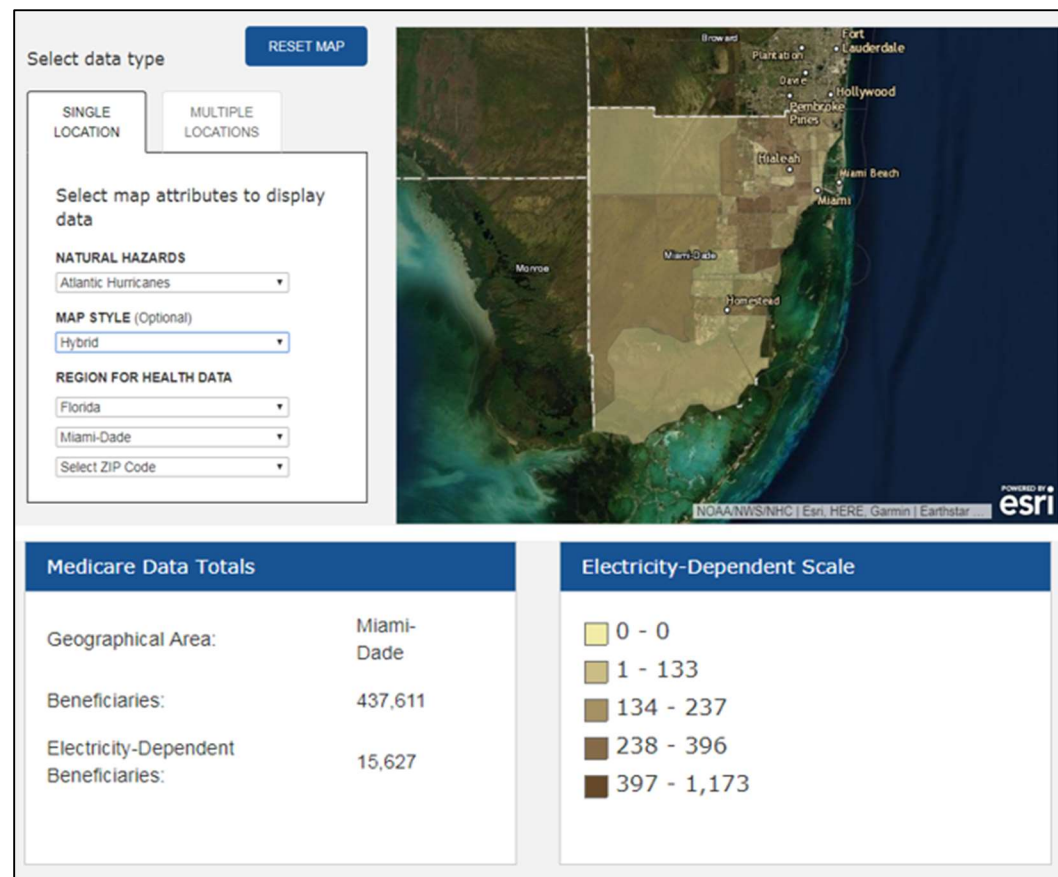 Select data type
RESET MAP
SINGLE
LOCATION
MULTIPLE
LOCATIONS
Select map attributes to display
data
NATURAL HAZARDS
Atlantic Hurricanes
MAP STYLE (Optional)
Hybrid
REGION FOR HEALTH DATA
Florida
Miami-Dade
Select ZIP Code
Broward
Fort
Lauderdale
Plantation
Davie
Hollywood
Pembroke
Pines
Hialeah
Miami Beach
Miami
Miami-Dade
Monroe
Homestead
POWERED BY
esri
NOAA/NWS/NHC | Esri, HERE, Garmin | Earthstar ...
Medicare Data Totals
Geographical Area:
Miami-
Dade
Beneficiaries:
437,611
Electricity-Dependent
Beneficiaries:
15,627
Electricity-Dependent Scale
0 - 0
1 - 133
134 - 237
238 - 396
397 - 1,173